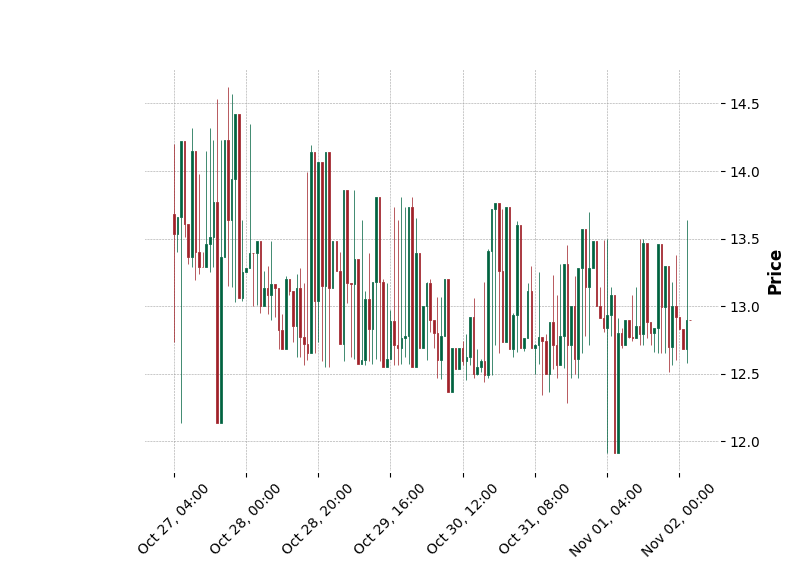 14.5
14.0
13.5
13.0
12.5
12.0
Price
Oct 27, 04:00
Oct 28, 00:00
Oct 28, 20:00
Oct 29, 16:00
Oct 30, 12:00
Oct 31, 08:00
Nov 01, 04:00
Nov 02, 00:00